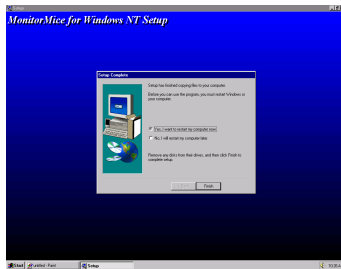 Setup
MonitorMice for Windows NT Setup
Setup Complete
Setup has finished copying files to your computer.
Before you can use the program, you must restart Windows or
your computer.
Yes, I want to restart my computer now.
No, I will restart my computer later.
Remove any disks from their drives, and then click Finish to
complete setup.
Finish
Start
untitled - Paint
Setup